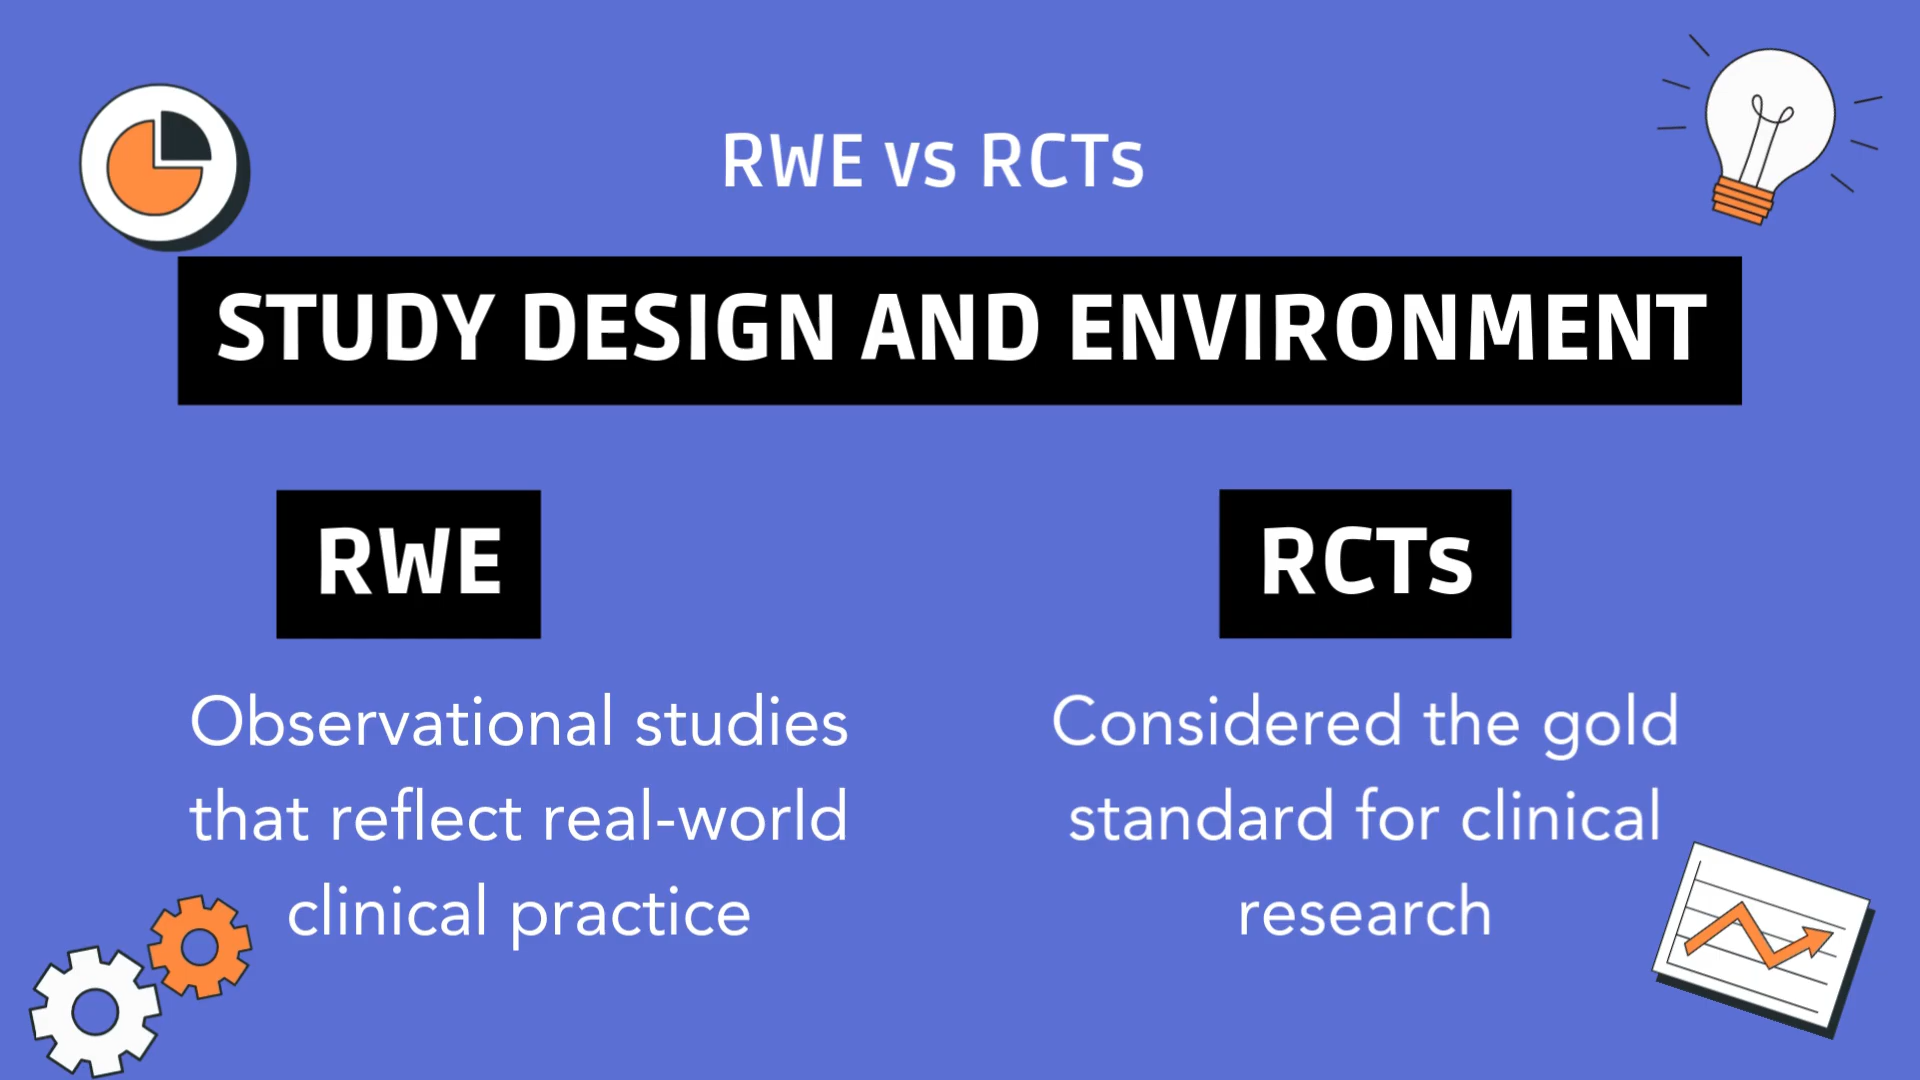 RWE vs RCTs
STUDY DESIGN AND ENVIRONMENT
RWE
Observational studies
that reflect real-world
clinical practice
RCTs
Considered the gold
standard for clinical
research